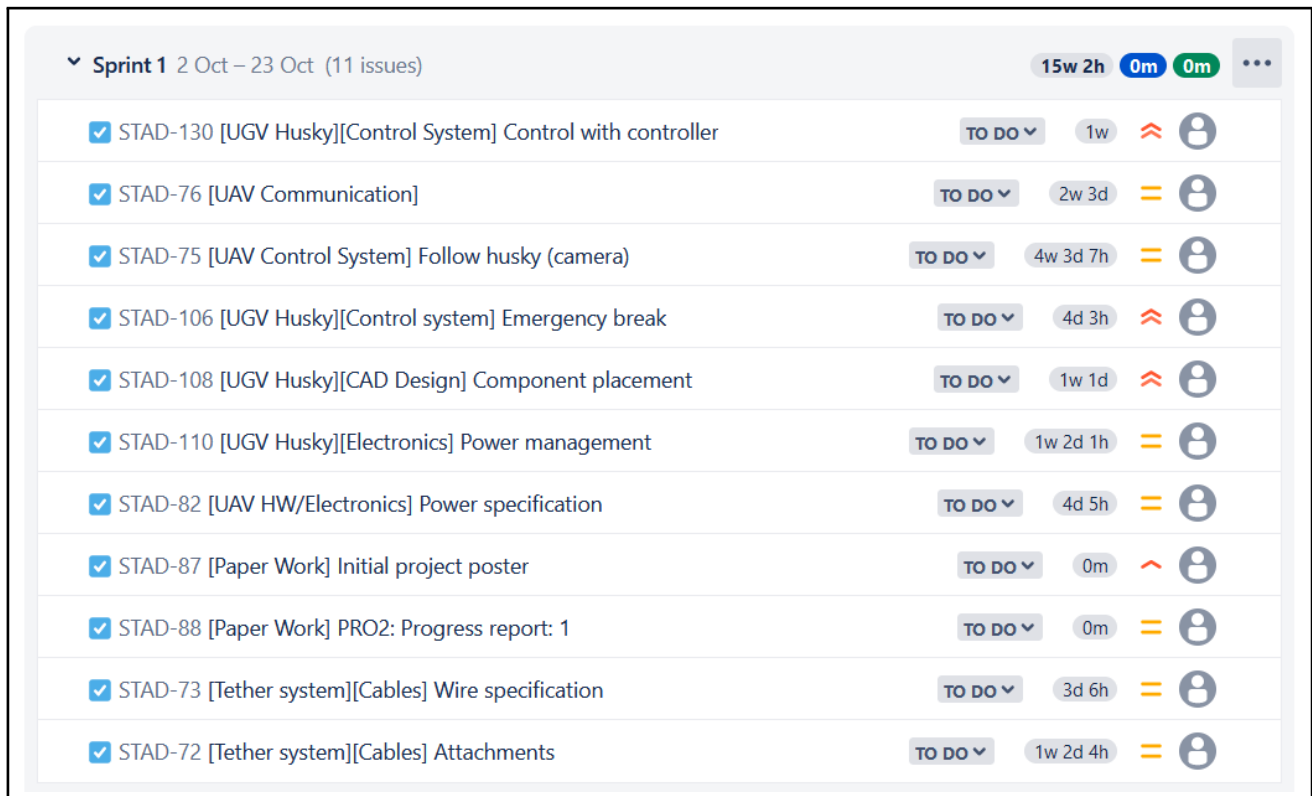 Sprint 1 2 Oct – 23 Oct (11 issues) 15w 2h 0m 0m
STAD-130 [UGV Husky][Control System] Control with controller TO DO 1w
STAD-76 [UAV Communication] TO DO 2w 3d
STAD-75 [UAV Control System] Follow husky (camera) TO DO 4w 3d 7h
STAD-106 [UGV Husky][Control system] Emergency break TO DO 4d 3h
STAD-108 [UGV Husky][CAD Design] Component placement TO DO 1w 1d
STAD-110 [UGV Husky][Electronics] Power management TO DO 1w 2d 1h
STAD-82 [UAV HW/Electronics] Power specification TO DO 4d 5h
STAD-87 [Paper Work] Initial project poster TO DO 0m
STAD-88 [Paper Work] PRO2: Progress report: 1 TO DO 0m
STAD-73 [Tether system][Cables] Wire specification TO DO 3d 6h
STAD-72 [Tether system][Cables] Attachments TO DO 1w 2d 4h